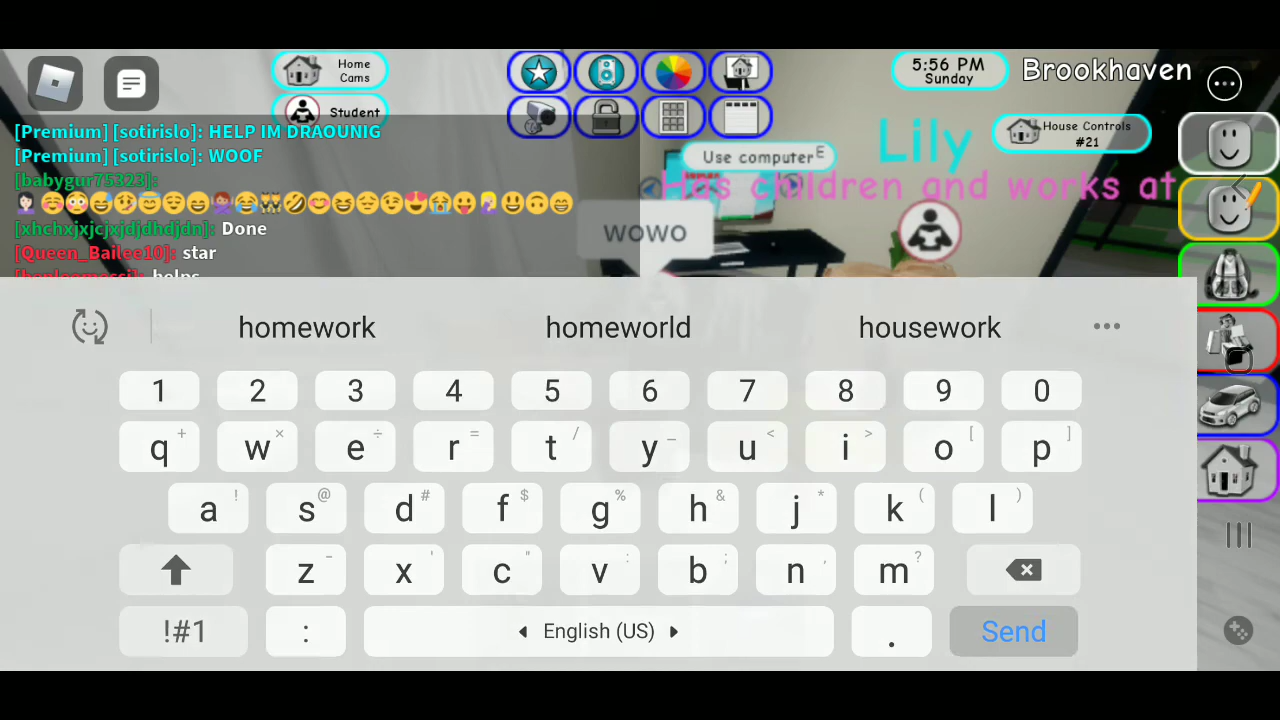 Home
Cams
Student
5:56 PM
Sunday
Brookhaven
House Controls
#21
[Premium] [sotirislo]: HELP IM DRAOUNIG
[Premium] [sotirislo]: WOOF
[babygur75323]:
🤦🏻‍♀️☺️😳😅🤣😊😌😄🙅🏽‍♀️😂👯🤣😊😆😔😉😍😭😛🤱🏻😃🙃😁
[xhchxjxjcjxjdjdhdjdn]: Done
[Queen_Bailee10]: star
helps
Use computer E
Lily
Has children and works at
wowo
homework homeworld housework
1 2 3 4 5 6 7 8 9 0
q + w × e ÷ r = t / y _ u < i > o [ p ]
a ! s @ d # f $ g % h & j * k ( l )
z - x ' c " v : b ; n , m ?
!#1 : English (US) . Send